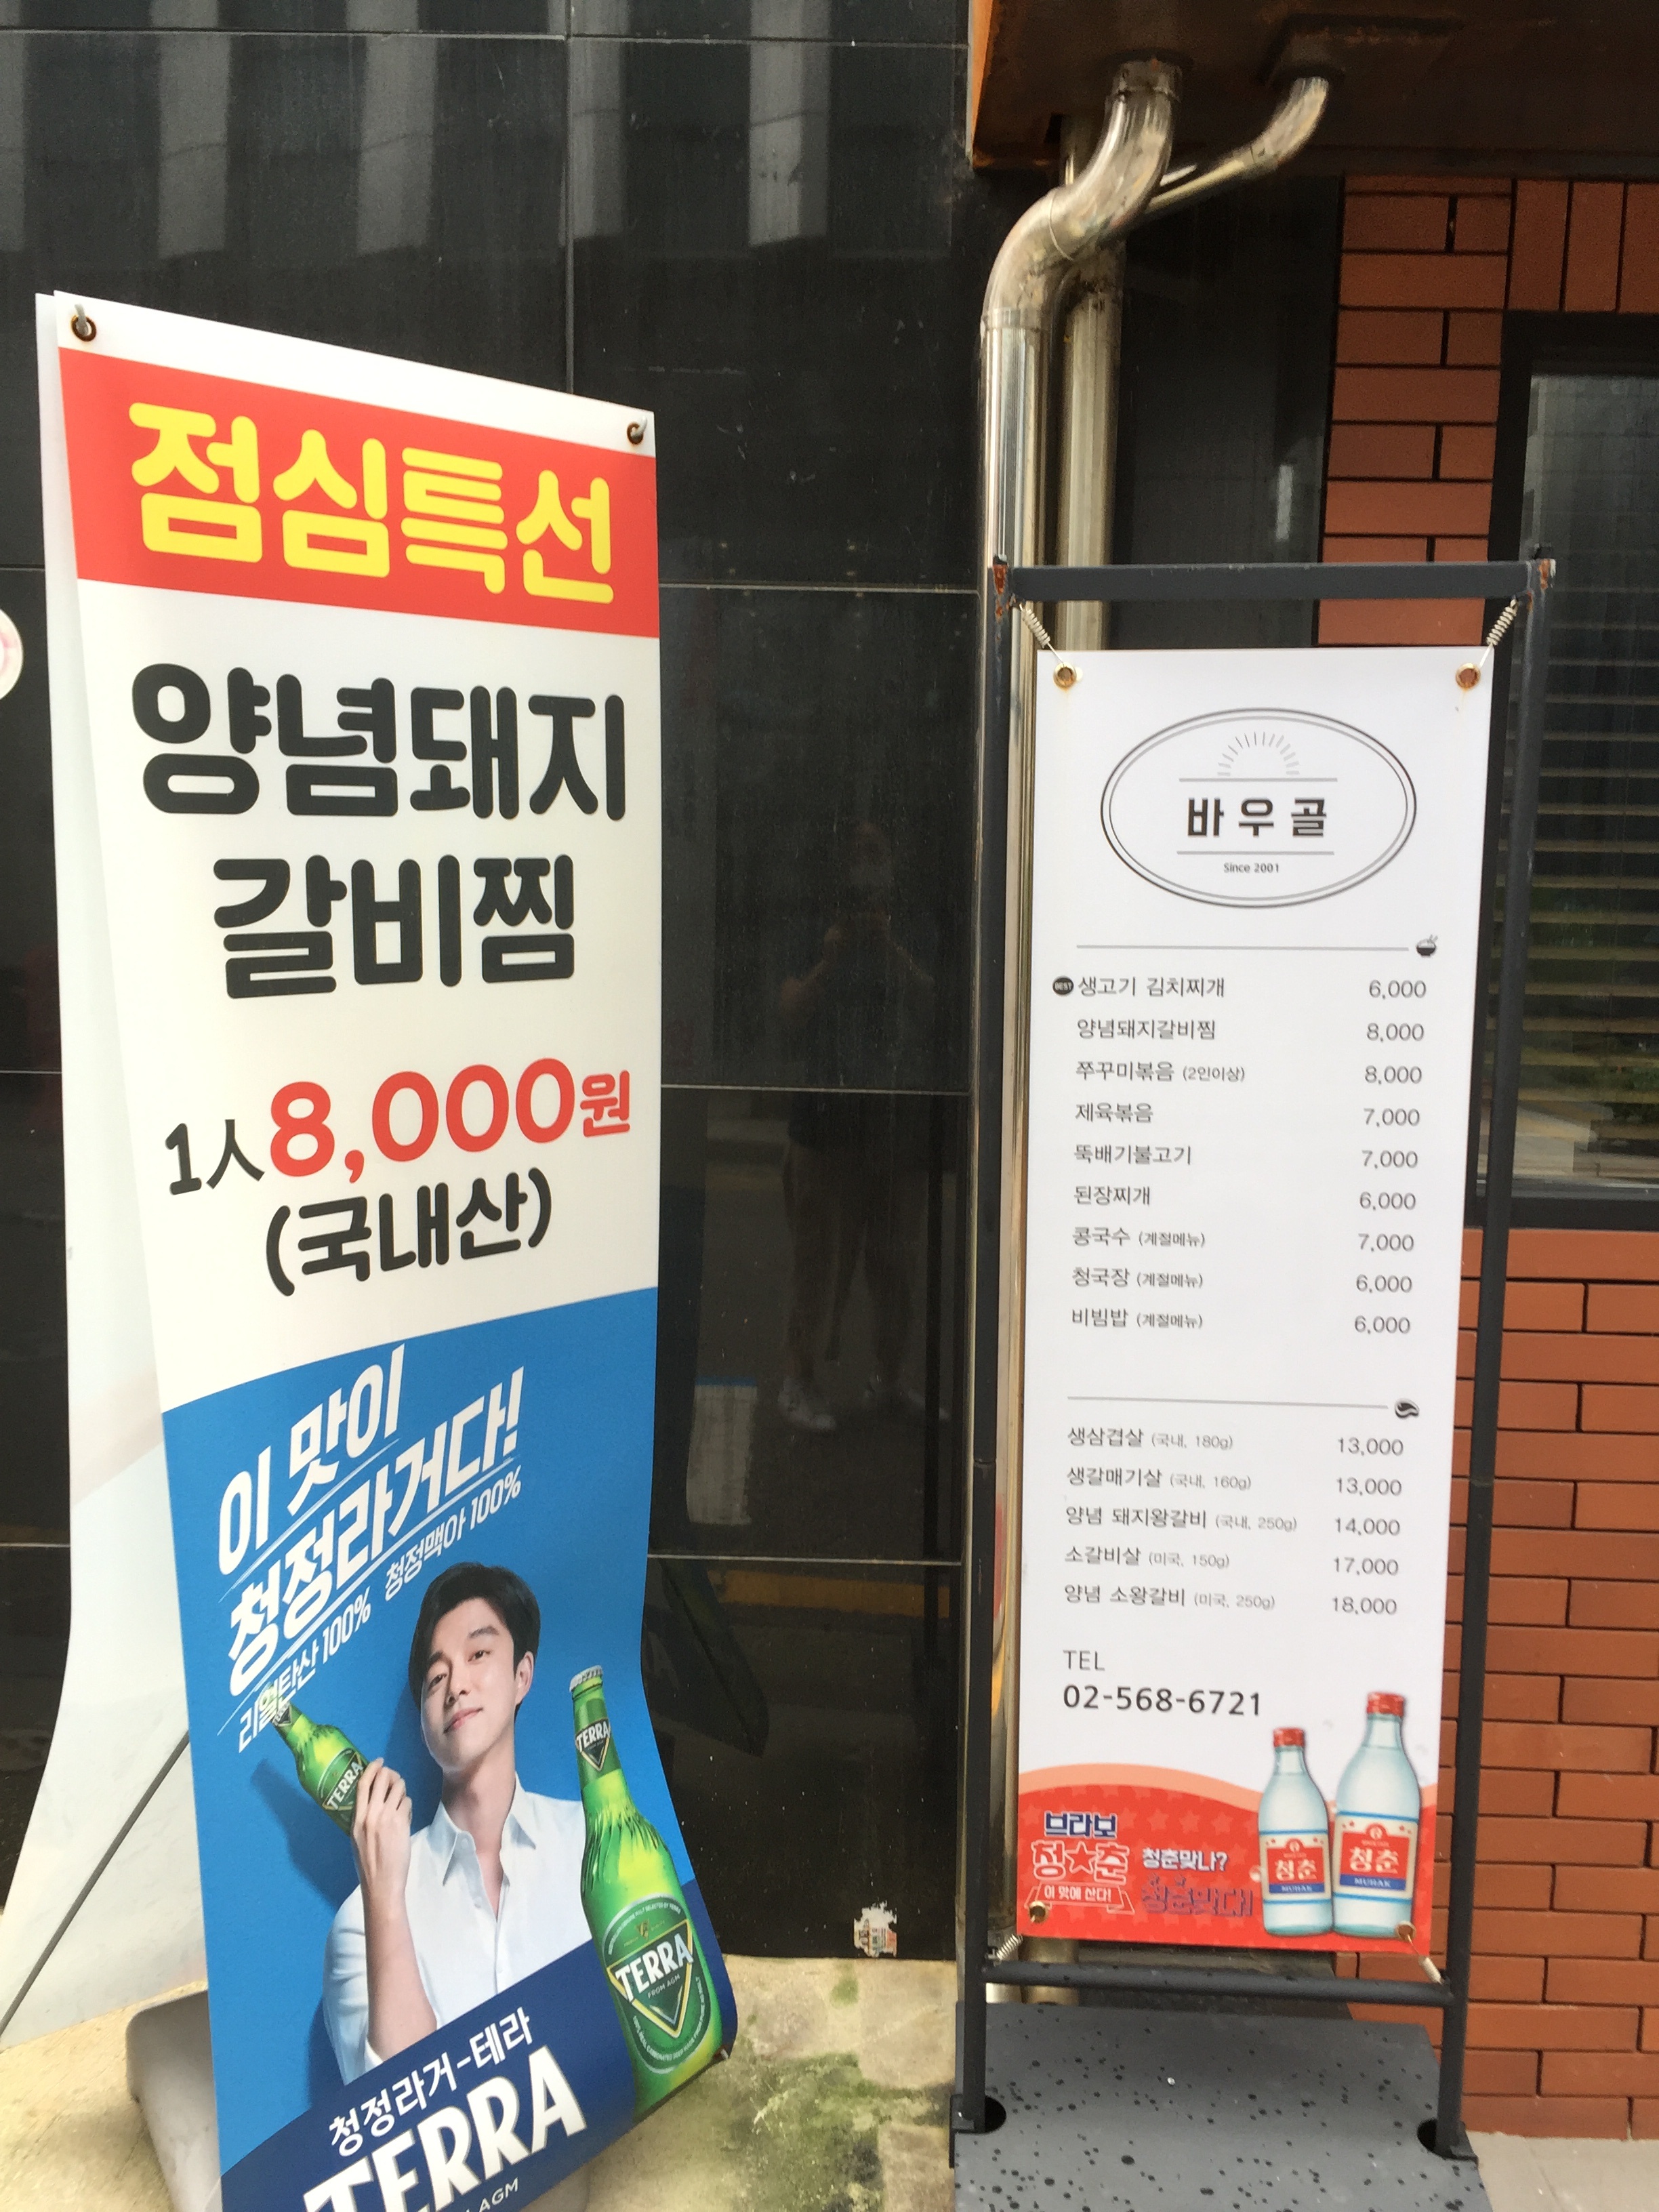 점심특선
양념돼지
갈비찜
1人8,000원
(국내산)
이 맛이
청정라거다!
리얼탄산 100% 청정맥아 100%
TERRA
TERRA
TERRA
FROM AGM
청정라거-테라
TERRA
AGM
바우골
Since 2001
BEST 생고기 김치찌개 6,000
양념돼지갈비찜 8,000
쭈꾸미볶음 (2인이상) 8,000
제육볶음 7,000
뚝배기불고기 7,000
된장찌개 6,000
콩국수 (계절메뉴) 7,000
청국장 (계절메뉴) 6,000
비빔밥 (계절메뉴) 6,000
생삼겹살 (국내, 180g) 13,000
생갈매기살 (국내, 160g) 13,000
양념 돼지왕갈비 (국내, 250g) 14,000
소갈비살 (미국, 150g) 17,000
양념 소왕갈비 (미국, 250g) 18,000
TEL
02-568-6721
브라보
청★춘
이 맛에 산다!
청춘맞나?
청춘맞다!
청춘
MUHAK
청춘
MUHAK